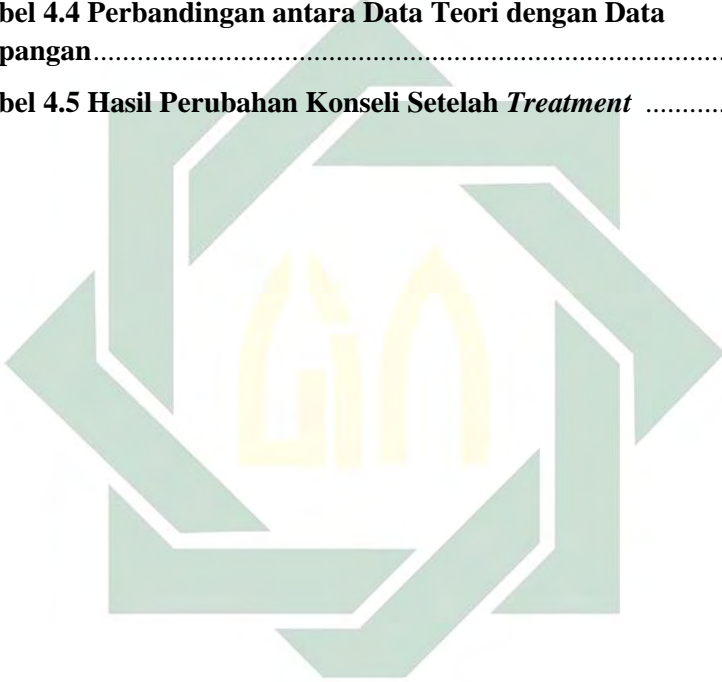 bel 4.4 Perbandingan antara Data Teori dengan Data
pangan.....................................................................................
bel 4.5 Hasil Perubahan Konseli Setelah Treatment ...........